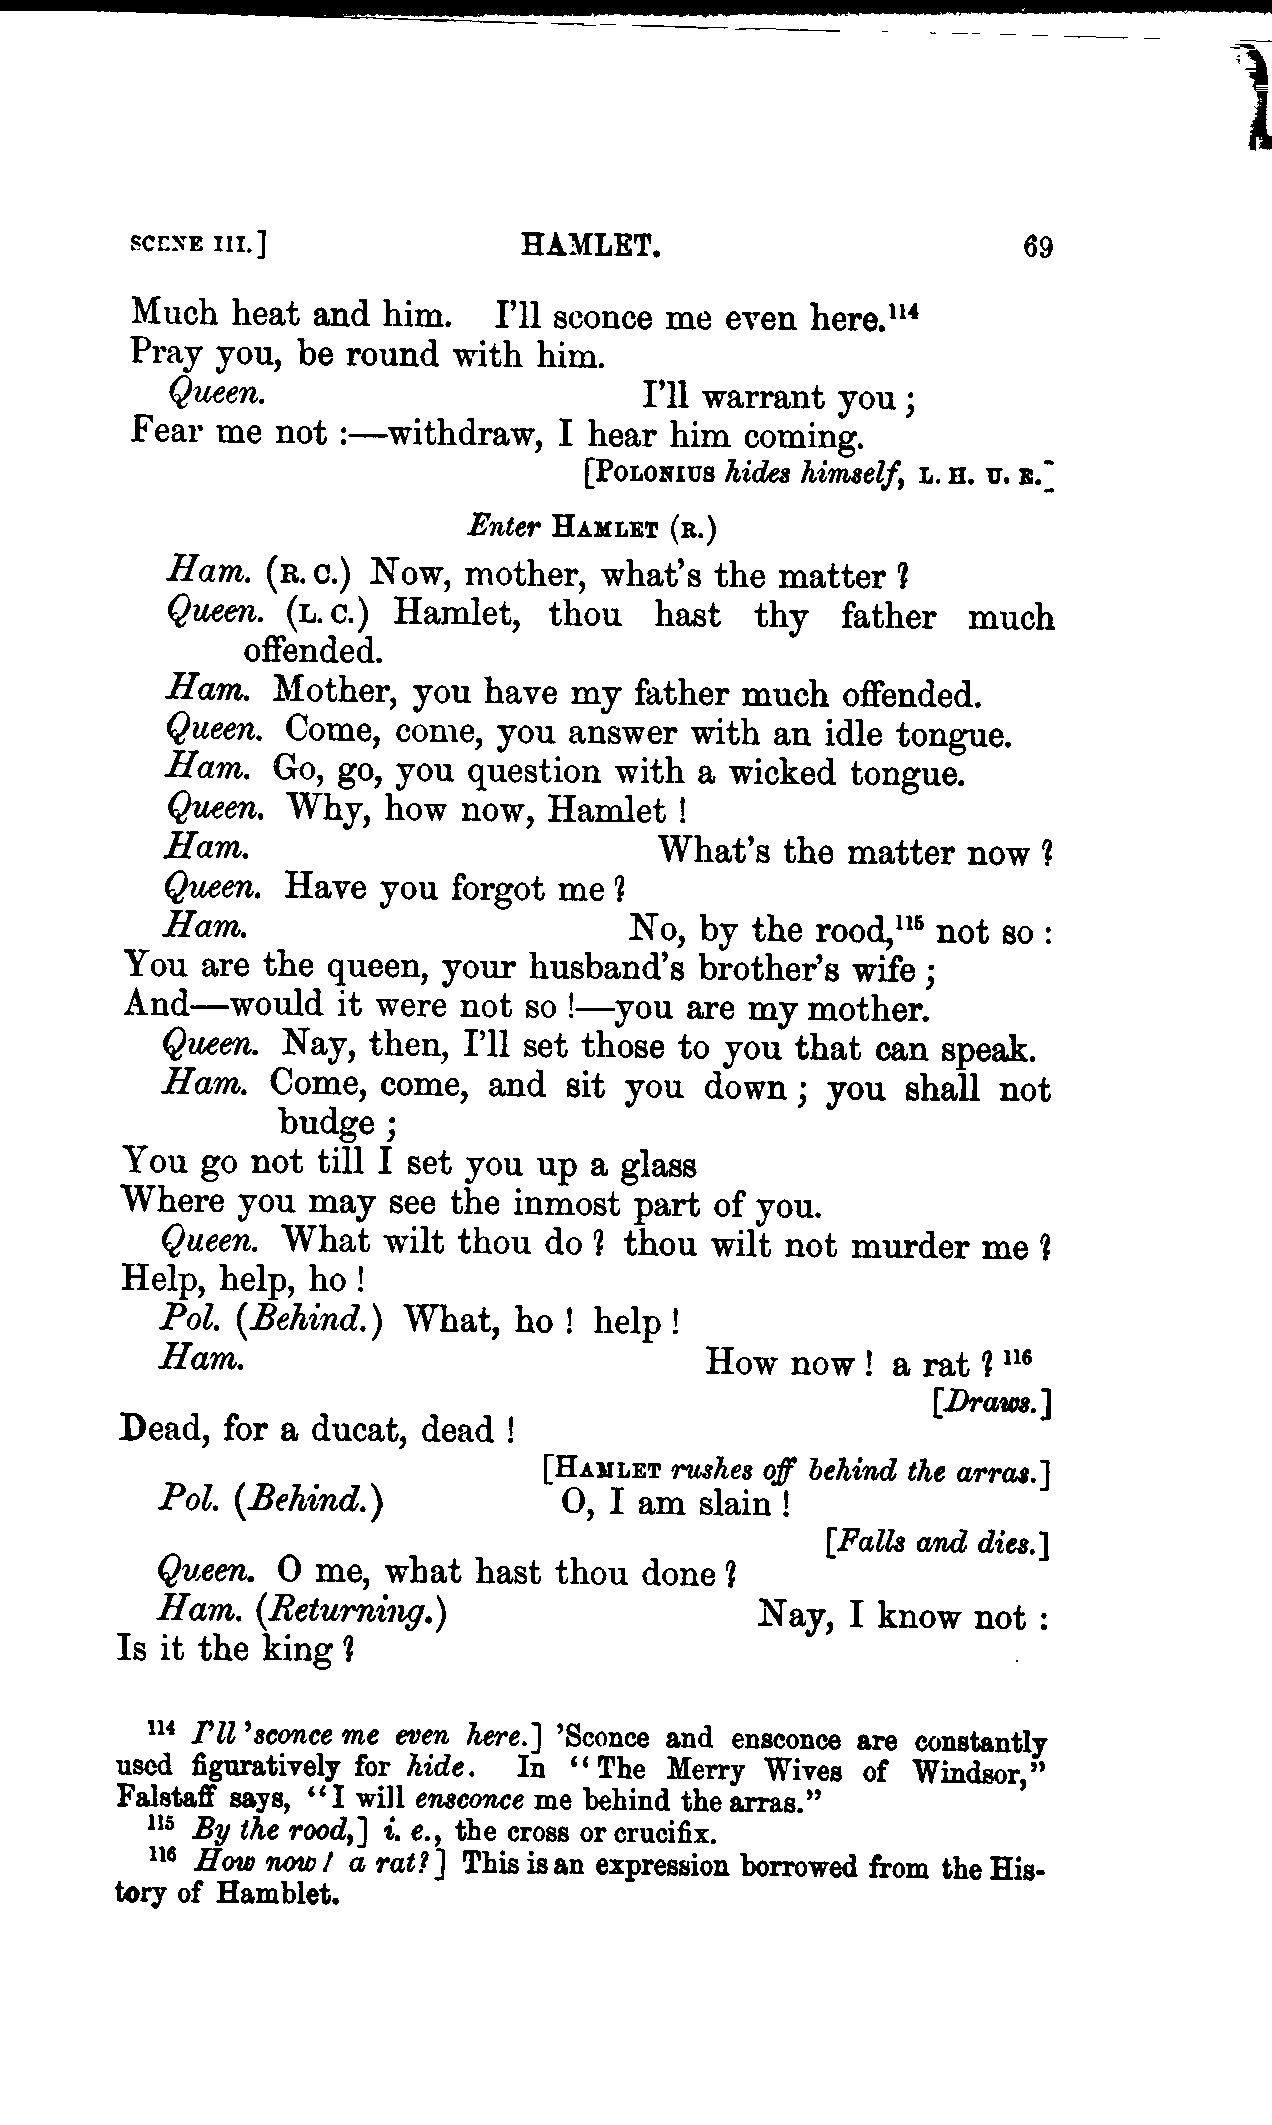 SCENE III.] HAMLET. 69
Much heat and him. I'll sconce me even here.¹¹⁴
Pray you, be round with him.
Queen. I'll warrant you ;
Fear me not :—withdraw, I hear him coming.
[POLONIUS hides himself, L. H. U. E.]
Enter HAMLET (R.)
Ham. (R. C.) Now, mother, what's the matter ?
Queen. (L. C.) Hamlet, thou hast thy father much
offended.
Ham. Mother, you have my father much offended.
Queen. Come, come, you answer with an idle tongue.
Ham. Go, go, you question with a wicked tongue.
Queen. Why, how now, Hamlet !
Ham. What's the matter now ?
Queen. Have you forgot me ?
Ham. No, by the rood,¹¹⁵ not so :
You are the queen, your husband's brother's wife ;
And—would it were not so !—you are my mother.
Queen. Nay, then, I'll set those to you that can speak.
Ham. Come, come, and sit you down ; you shall not
budge ;
You go not till I set you up a glass
Where you may see the inmost part of you.
Queen. What wilt thou do ? thou wilt not murder me ?
Help, help, ho !
Pol. (Behind.) What, ho ! help !
Ham. How now ! a rat ? ¹¹⁶
[Draws.]
Dead, for a ducat, dead !
[HAMLET rushes off behind the arras.]
Pol. (Behind.) O, I am slain !
[Falls and dies.]
Queen. O me, what hast thou done ?
Ham. (Returning.) Nay, I know not :
Is it the king ?
¹¹⁴ I'll 'sconce me even here.] 'Sconce and ensconce are constantly
used figuratively for hide. In "The Merry Wives of Windsor,"
Falstaff says, "I will ensconce me behind the arras."
¹¹⁵ By the rood,] i. e., the cross or crucifix.
¹¹⁶ How now ! a rat ?] This is an expression borrowed from the His-
tory of Hamblet.